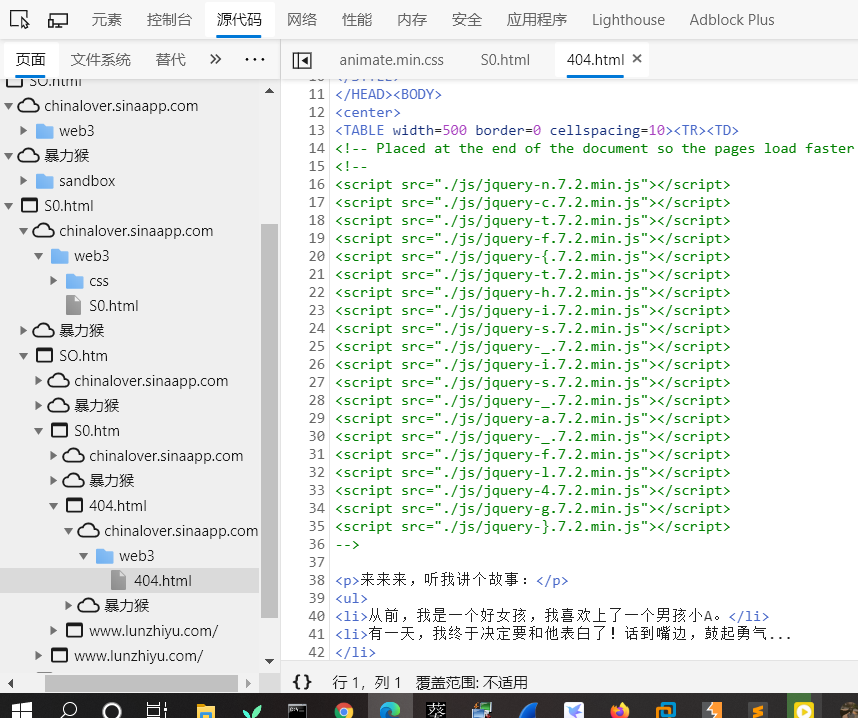 元素 控制台 源代码 网络 性能 内存 安全 应用程序 Lighthouse Adblock Plus
页面 文件系统 替代 » ··· animate.min.css S0.html 404.html ✕
SO.html
chinalover.sinaapp.com
web3
暴力猴
sandbox
S0.html
chinalover.sinaapp.com
web3
css
S0.html
暴力猴
SO.htm
chinalover.sinaapp.com
暴力猴
S0.htm
chinalover.sinaapp.com
暴力猴
404.html
chinalover.sinaapp.com
web3
404.html
暴力猴
www.lunzhiyu.com/
www.lunzhiyu.com/
10 </STYLE>
11 </HEAD><BODY>
12 <center>
13 <TABLE width=500 border=0 cellspacing=10><TR><TD>
14 <!-- Placed at the end of the document so the pages load faster
15 <!--
16 <script src="./js/jquery-n.7.2.min.js"></script>
17 <script src="./js/jquery-c.7.2.min.js"></script>
18 <script src="./js/jquery-t.7.2.min.js"></script>
19 <script src="./js/jquery-f.7.2.min.js"></script>
20 <script src="./js/jquery-{.7.2.min.js"></script>
21 <script src="./js/jquery-t.7.2.min.js"></script>
22 <script src="./js/jquery-h.7.2.min.js"></script>
23 <script src="./js/jquery-i.7.2.min.js"></script>
24 <script src="./js/jquery-s.7.2.min.js"></script>
25 <script src="./js/jquery-_.7.2.min.js"></script>
26 <script src="./js/jquery-i.7.2.min.js"></script>
27 <script src="./js/jquery-s.7.2.min.js"></script>
28 <script src="./js/jquery-_.7.2.min.js"></script>
29 <script src="./js/jquery-a.7.2.min.js"></script>
30 <script src="./js/jquery-_.7.2.min.js"></script>
31 <script src="./js/jquery-f.7.2.min.js"></script>
32 <script src="./js/jquery-l.7.2.min.js"></script>
33 <script src="./js/jquery-4.7.2.min.js"></script>
34 <script src="./js/jquery-g.7.2.min.js"></script>
35 <script src="./js/jquery-}.7.2.min.js"></script>
36 -->
37
38 <p>来来来，听我讲个故事：</p>
39 <ul>
40 <li>从前，我是一个好女孩，我喜欢上了一个男孩小A。</li>
41 <li>有一天，我终于决定要和他表白了！话到嘴边，鼓起勇气...
42 </li>
{} 行 1，列 1 覆盖范围: 不适用